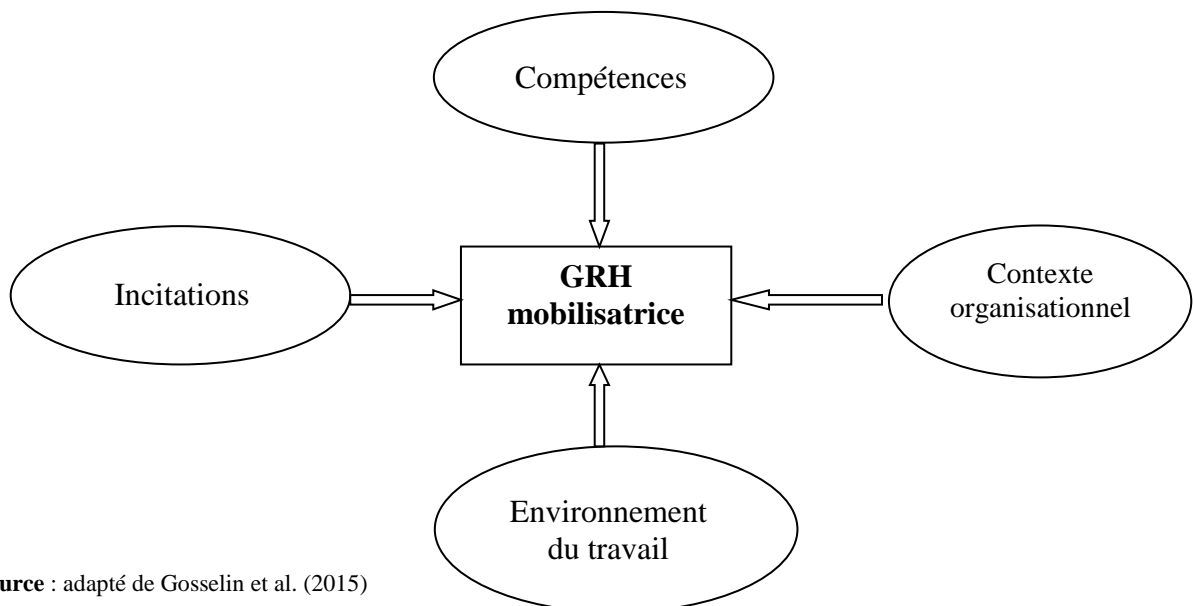 Compétences
Incitations
GRH
mobilisatrice
Contexte
organisationnel
Environnement
du travail
urce : adapté de Gosselin et al. (2015)